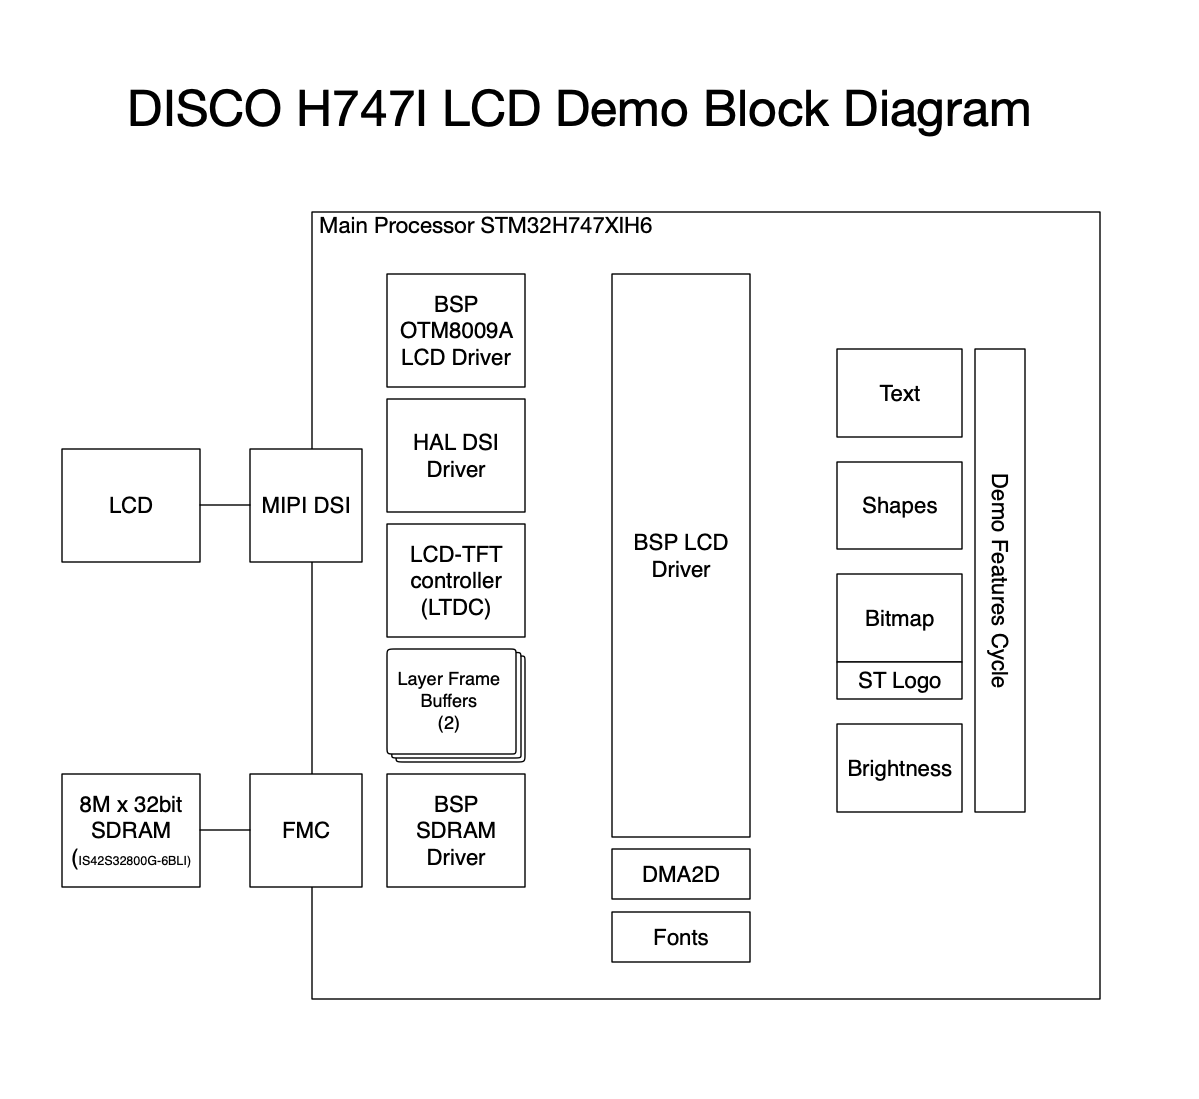 DISCO H747I LCD Demo Block Diagram
Main Processor STM32H747XIH6
BSP
OTM8009A
LCD Driver
HAL DSI
Driver
LCD
MIPI DSI
LCD-TFT
controller
(LTDC)
Layer Frame
Buffers
(2)
8M x 32bit
SDRAM
(IS42S32800G-6BLI)
FMC
BSP
SDRAM
Driver
BSP LCD
Driver
DMA2D
Fonts
Text
Shapes
Bitmap
ST Logo
Brightness
Demo Features Cycle